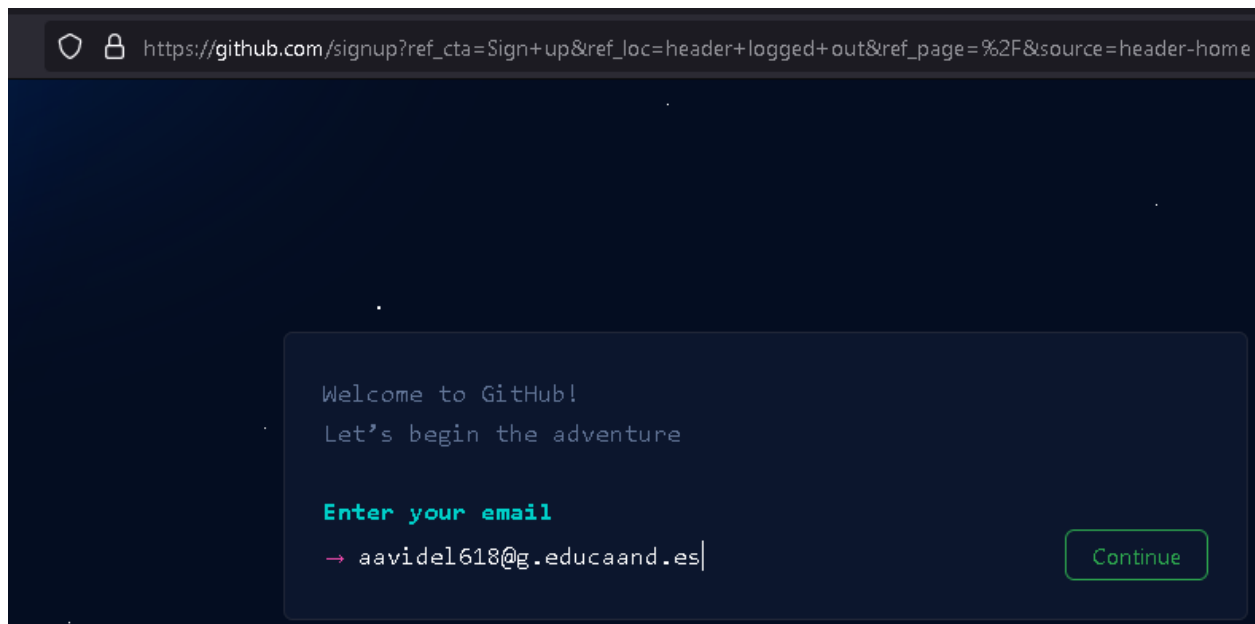 https://github.com/signup?ref_cta=Sign+up&ref_loc=header+logged+out&ref_page=%2F&source=header-home
Welcome to GitHub!
Let’s begin the adventure
Enter your email
→ aavidel618@g.educaand.es
Continue